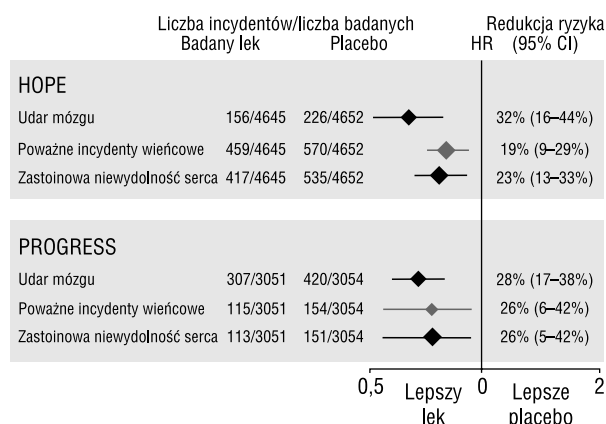 Liczba incydentów/liczba badanych Redukcja ryzyka
Badany lek Placebo HR (95% CI)
HOPE
Udar mózgu 156/4645 226/4652 32% (16–44%)
Poważne incydenty wieńcowe 459/4645 570/4652 19% (9–29%)
Zastoinowa niewydolność serca 417/4645 535/4652 23% (13–33%)
PROGRESS
Udar mózgu 307/3051 420/3054 28% (17–38%)
Poważne incydenty wieńcowe 115/3051 154/3054 26% (6–42%)
Zastoinowa niewydolność serca 113/3051 151/3054 26% (5–42%)
0,5 Lepszy 0 Lepsze 2
lek placebo